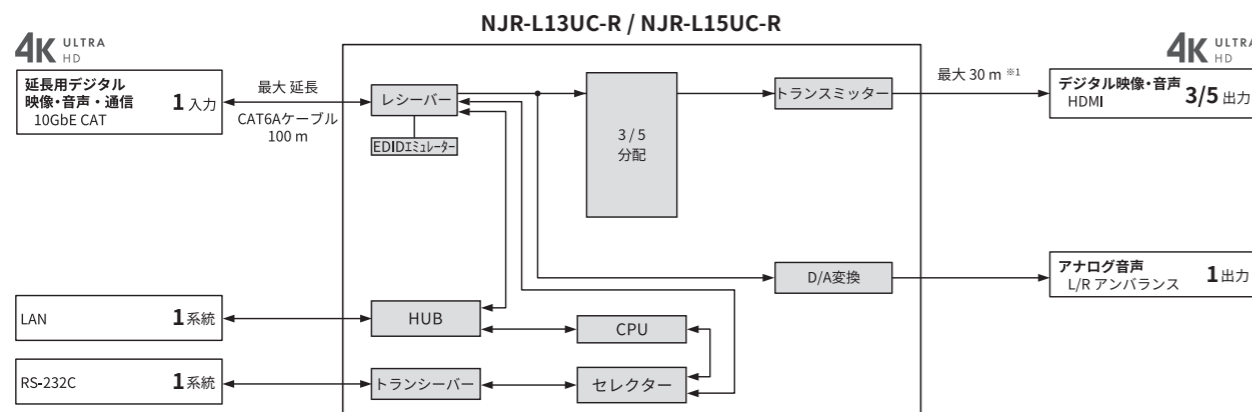 NJR-L13UC-R / NJR-L15UC-R
4K ULTRA HD
延長用デジタル
映像・音声・通信
10GbE CAT
1 入力
最大 延長
CAT6Aケーブル
100 m
レシーバー
EDIDエミュレーター
3 / 5
分配
トランスミッター
最大 30 m ※1
4K ULTRA HD
デジタル映像・音声
HDMI
3/5 出力
D/A変換
アナログ音声
L/R アンバランス
1 出力
LAN
1 系統
HUB
CPU
RS-232C
1 系統
トランシーバー
セレクター